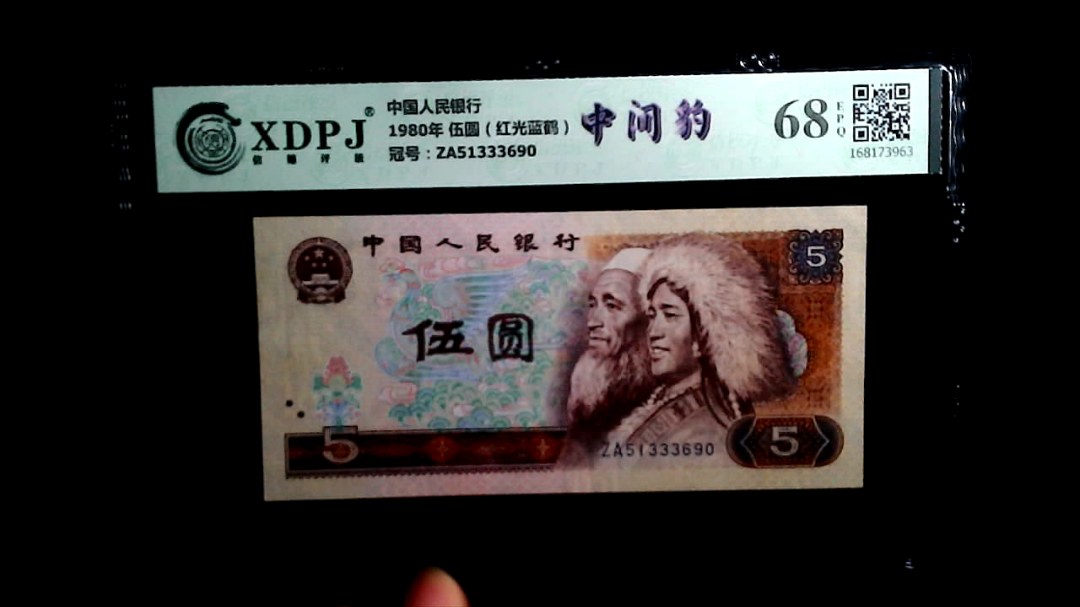 XDPJ®
信泰评级
中国人民银行
1980年 伍圆（红光蓝鹤）
冠号：ZA51333690
中间豹
68
EPQ
168173963
中国人民银行
5
伍圆
5
ZA51333690
5